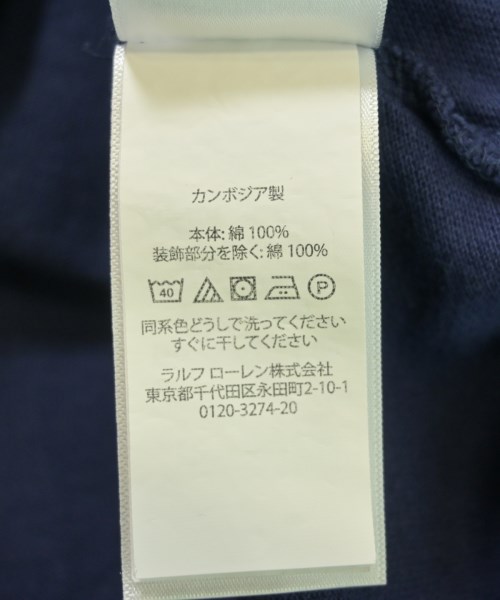 カンボジア製
本体: 綿 100%
装飾部分を除く: 綿 100%
40 P
同系色どうしで洗ってください
すぐに干してください
ラルフ ローレン株式会社
東京都千代田区永田町2-10-1
0120-3274-20